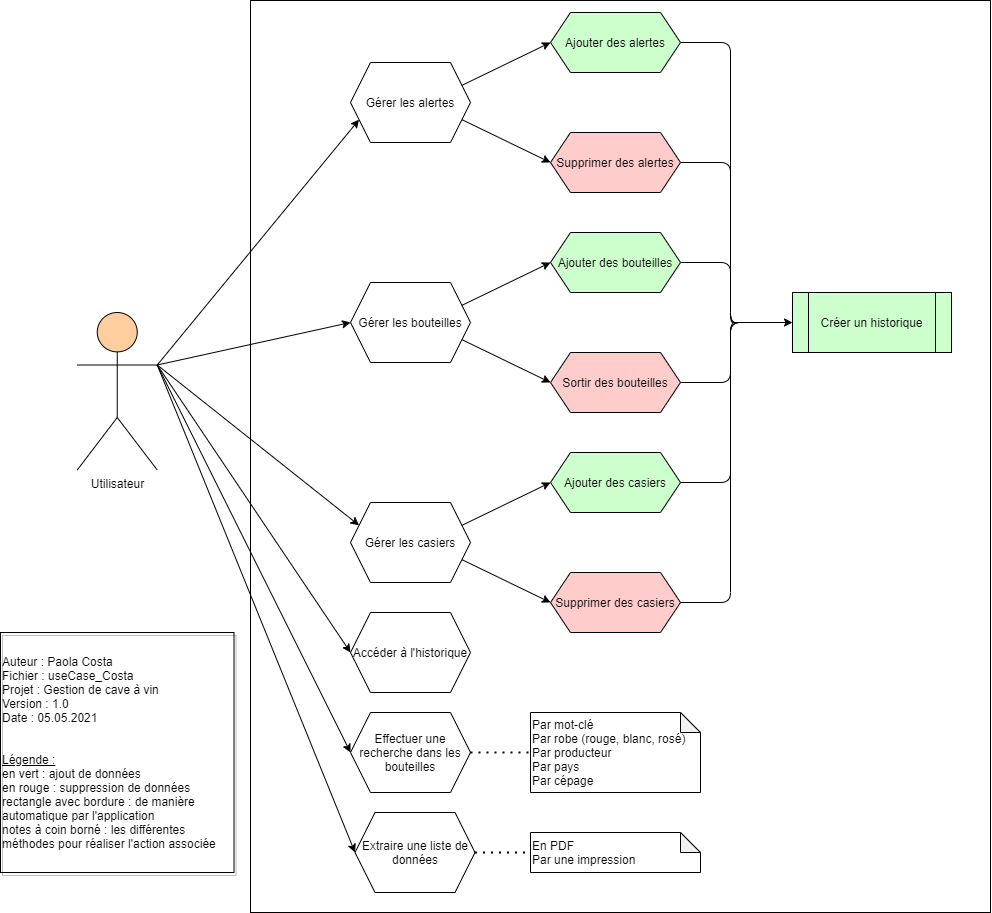 Ajouter des alertes
Gérer les alertes
Supprimer des alertes
Ajouter des bouteilles
Gérer les bouteilles
Créer un historique
Sortir des bouteilles
Utilisateur
Ajouter des casiers
Gérer les casiers
Supprimer des casiers
Accéder à l'historique
Effectuer une
recherche dans les
bouteilles
Par mot-clé
Par robe (rouge, blanc, rosé)
Par producteur
Par pays
Par cépage
Extraire une liste de
données
En PDF
Par une impression
Auteur : Paola Costa
Fichier : useCase_Costa
Projet : Gestion de cave à vin
Version : 1.0
Date : 05.05.2021
Légende :
en vert : ajout de données
en rouge : suppression de données
rectangle avec bordure : de manière
automatique par l'application
notes à coin borné : les différentes
méthodes pour réaliser l'action associée